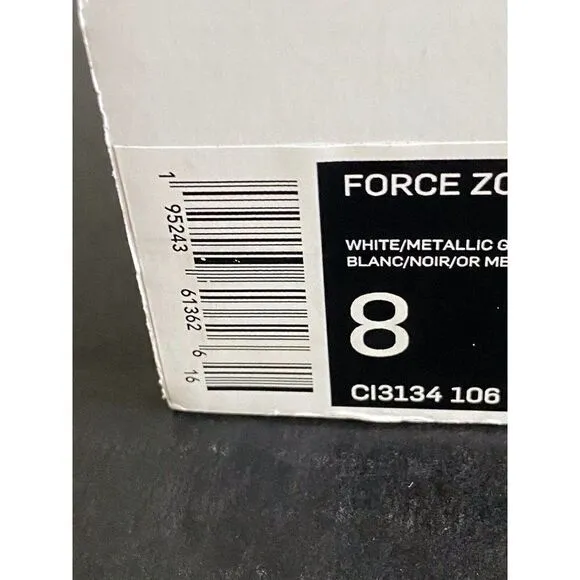 1 95243 61362 6 16
FORCE ZO
WHITE/METALLIC G
BLANC/NOIR/OR ME
8
CI3134 106